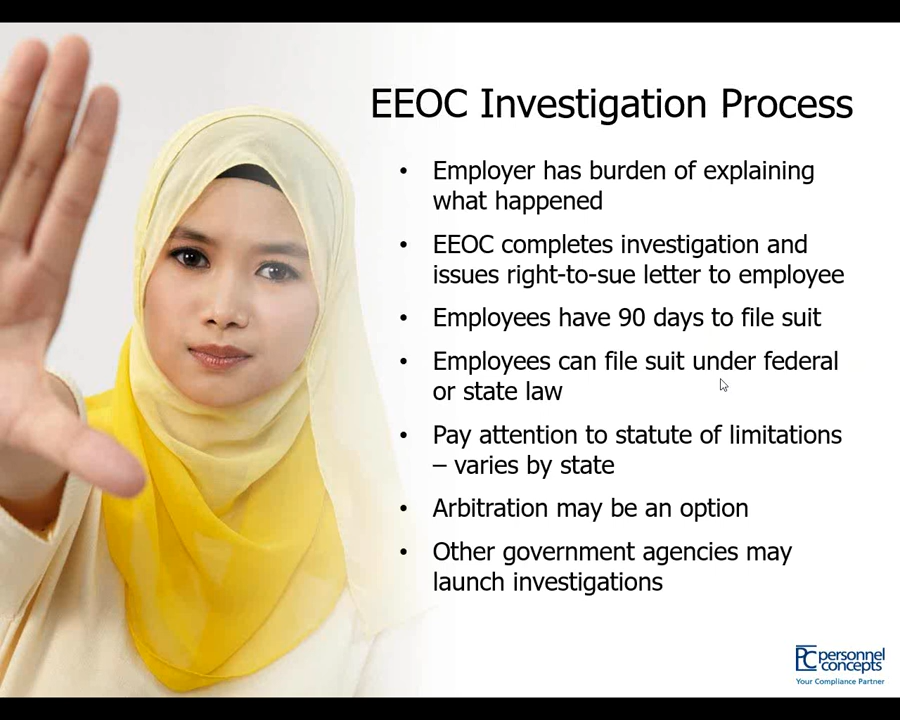 EEOC Investigation Process
• Employer has burden of explaining
what happened
• EEOC completes investigation and
issues right-to-sue letter to employee
• Employees have 90 days to file suit
• Employees can file suit under federal
or state law
• Pay attention to statute of limitations
– varies by state
• Arbitration may be an option
• Other government agencies may
launch investigations
PC personnel
concepts
Your Compliance Partner